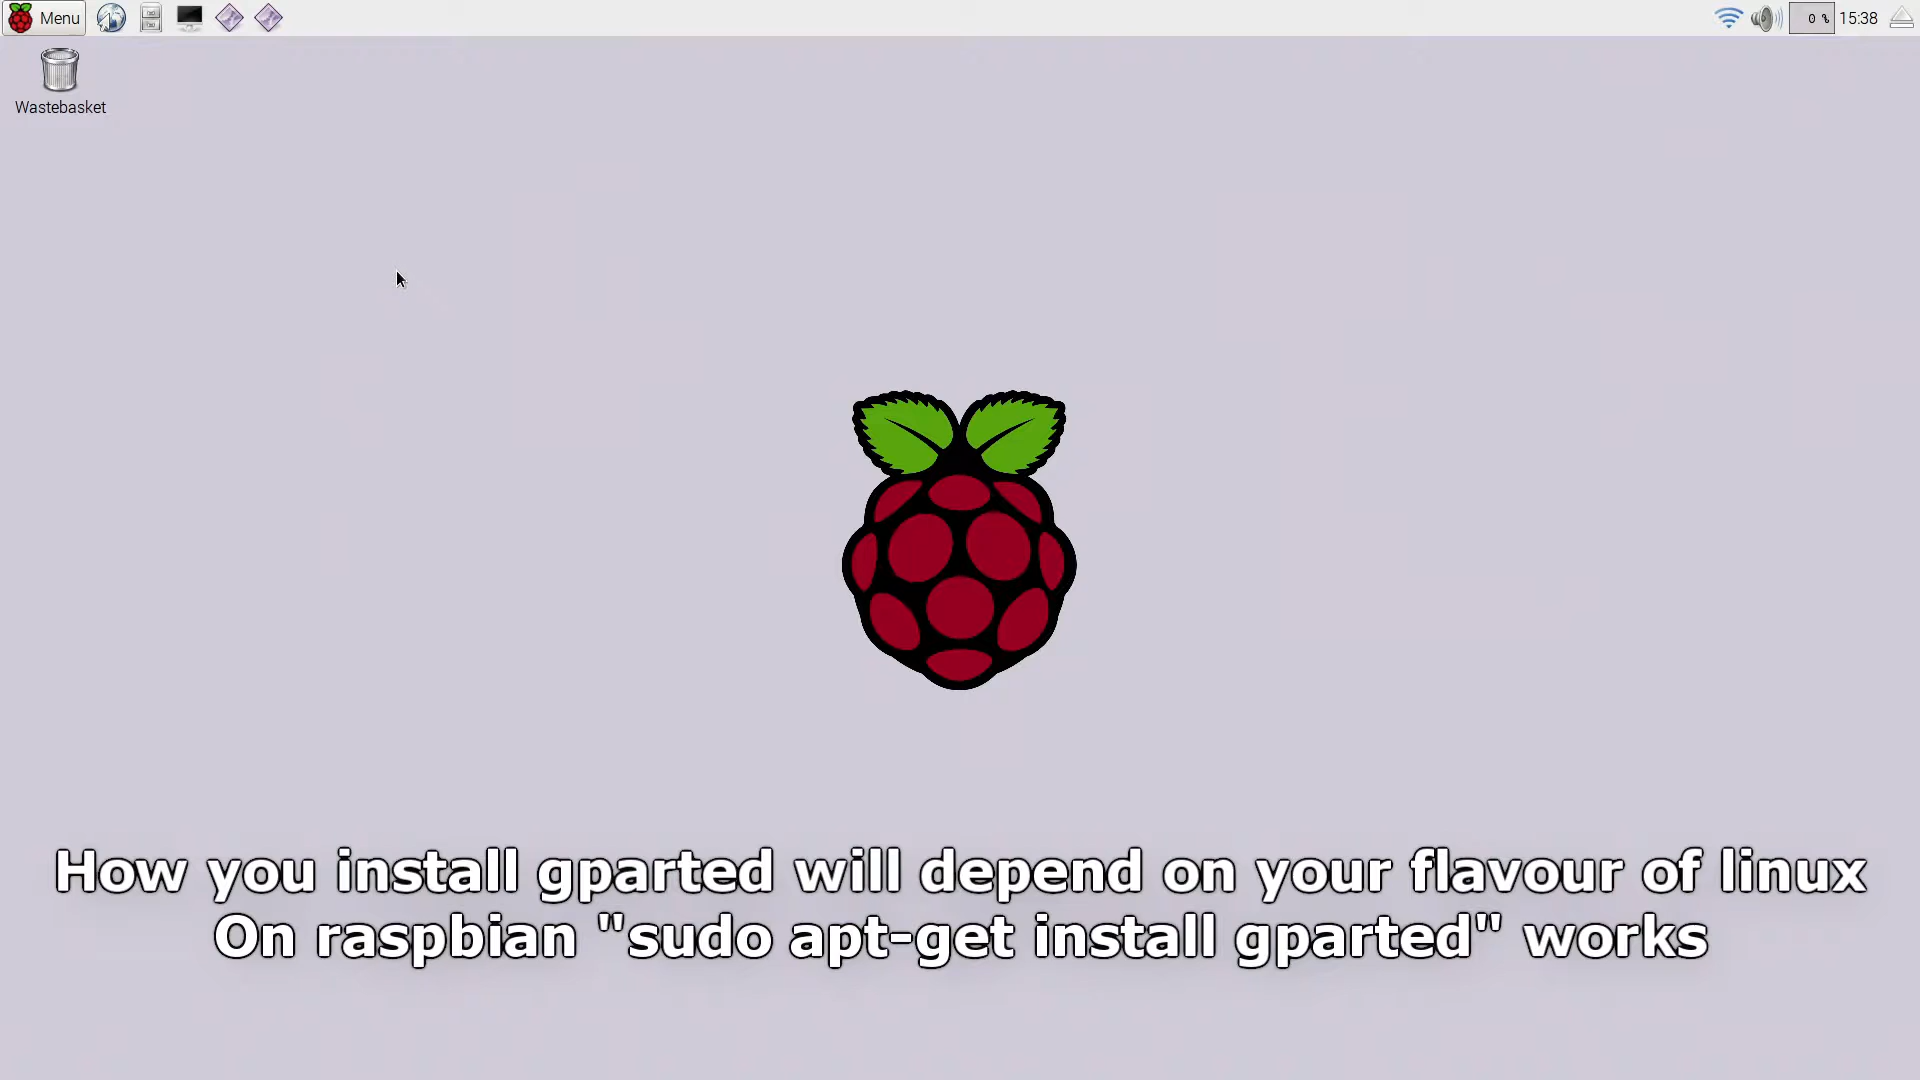 Menu
0 %
15:38
Wastebasket
How you install gparted will depend on your flavour of linux
On raspbian "sudo apt-get install gparted" works